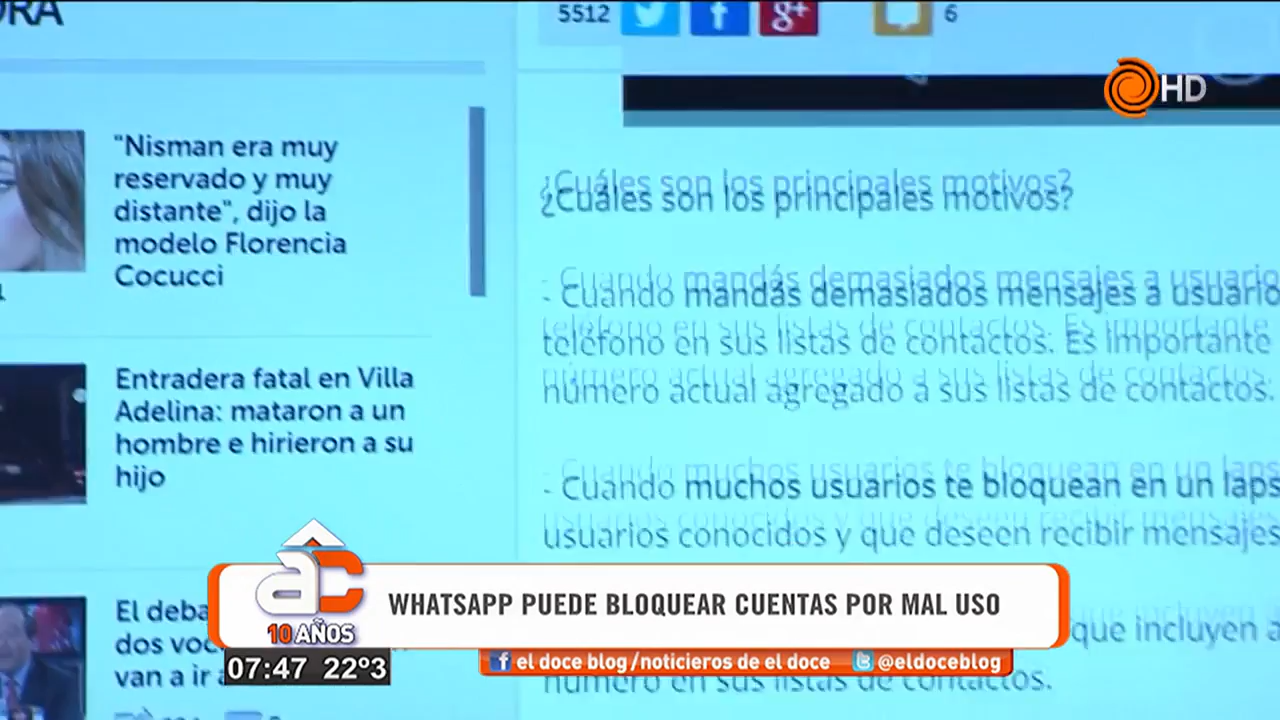 5512
6
HD
"Nisman era muy
reservado y muy
distante", dijo la
modelo Florencia
Cocucci
Entradera fatal en Villa
Adelina: mataron a un
hombre e hirieron a su
hijo
El deba
dos
van a ir a
¿Cuáles son los principales motivos?
- Cuando mandás demasiados mensajes a usuario
teléfono en sus listas de contactos. Es importante
número actual agregado a sus listas de contactos.
- Cuando muchos usuarios te bloquean en un laps
usuarios conocidos y que deseen recibir mensajes
que incluyen a
número en sus listas de contactos.
ac
10 AÑOS
WHATSAPP PUEDE BLOQUEAR CUENTAS POR MAL USO
07:47 22°3
el doce blog/noticieros de el doce
@eldoceblog